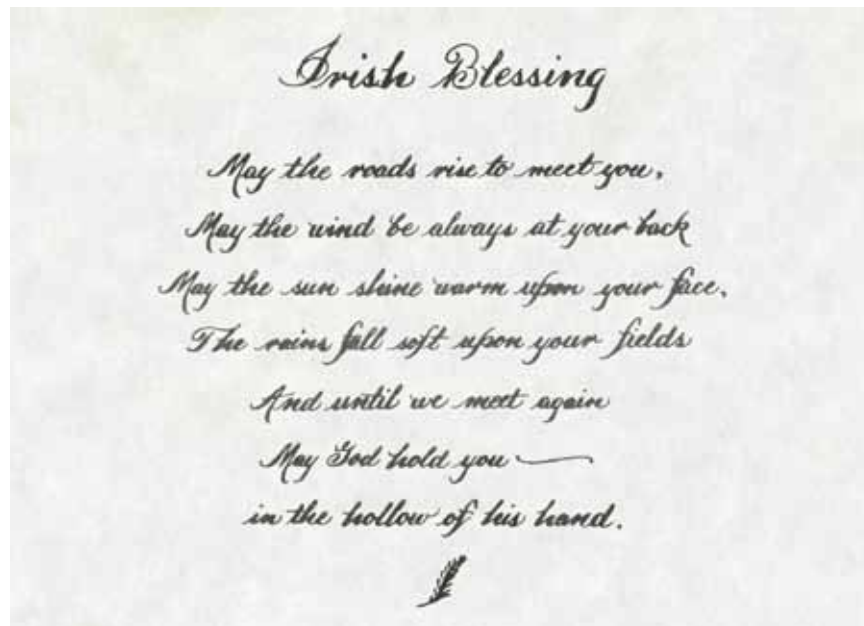 Irish Blessing
May the roads rise to meet you,
May the wind be always at your back
May the sun shine warm upon your face,
The rains fall soft upon your fields
And until we meet again
May God hold you —
in the hollow of his hand.